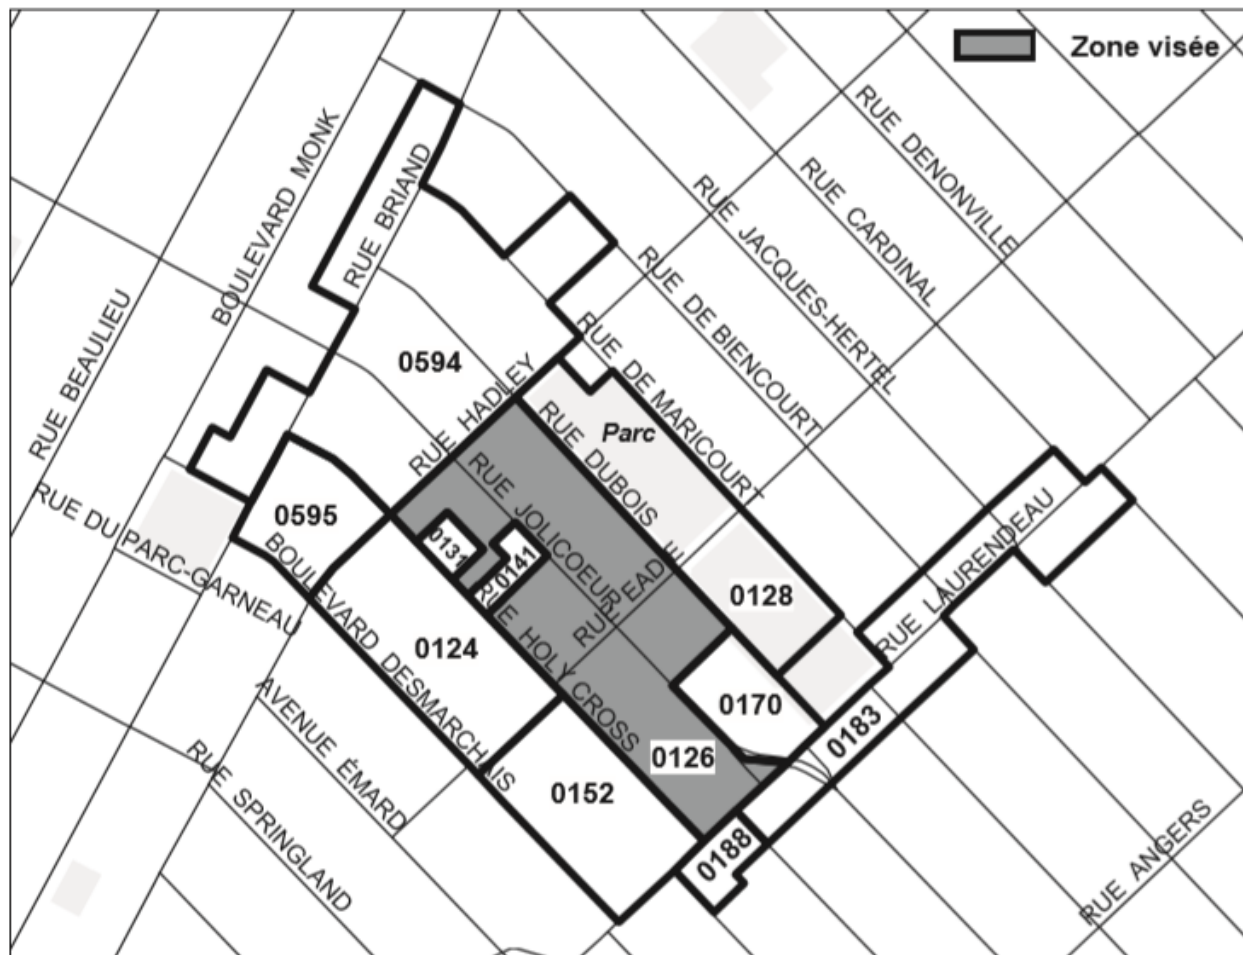 Zone visée
RUE DENONVILLE
RUE CARDINAL
RUE JACQUES-HERTEL
RUE DE BIENCOURT
RUE DE MARICOURT
BOULEVARD MONK
RUE BRIAND
RUE BEAULIEU
0594
RUE HADLEY
Parc
RUE DUBOIS
RUE JOLICOEUR
RUE DU PARC-GARNEAU
0595
0131
0141
RUE EADIE
0128
RUE LAURENDEAU
BOULEVARD DESMARCHAIS
0124
RUE HOLY CROSS
0170
0183
0126
AVENUE ÉMARD
RUE SPRINGLAND
0152
0188
RUE ANGERS